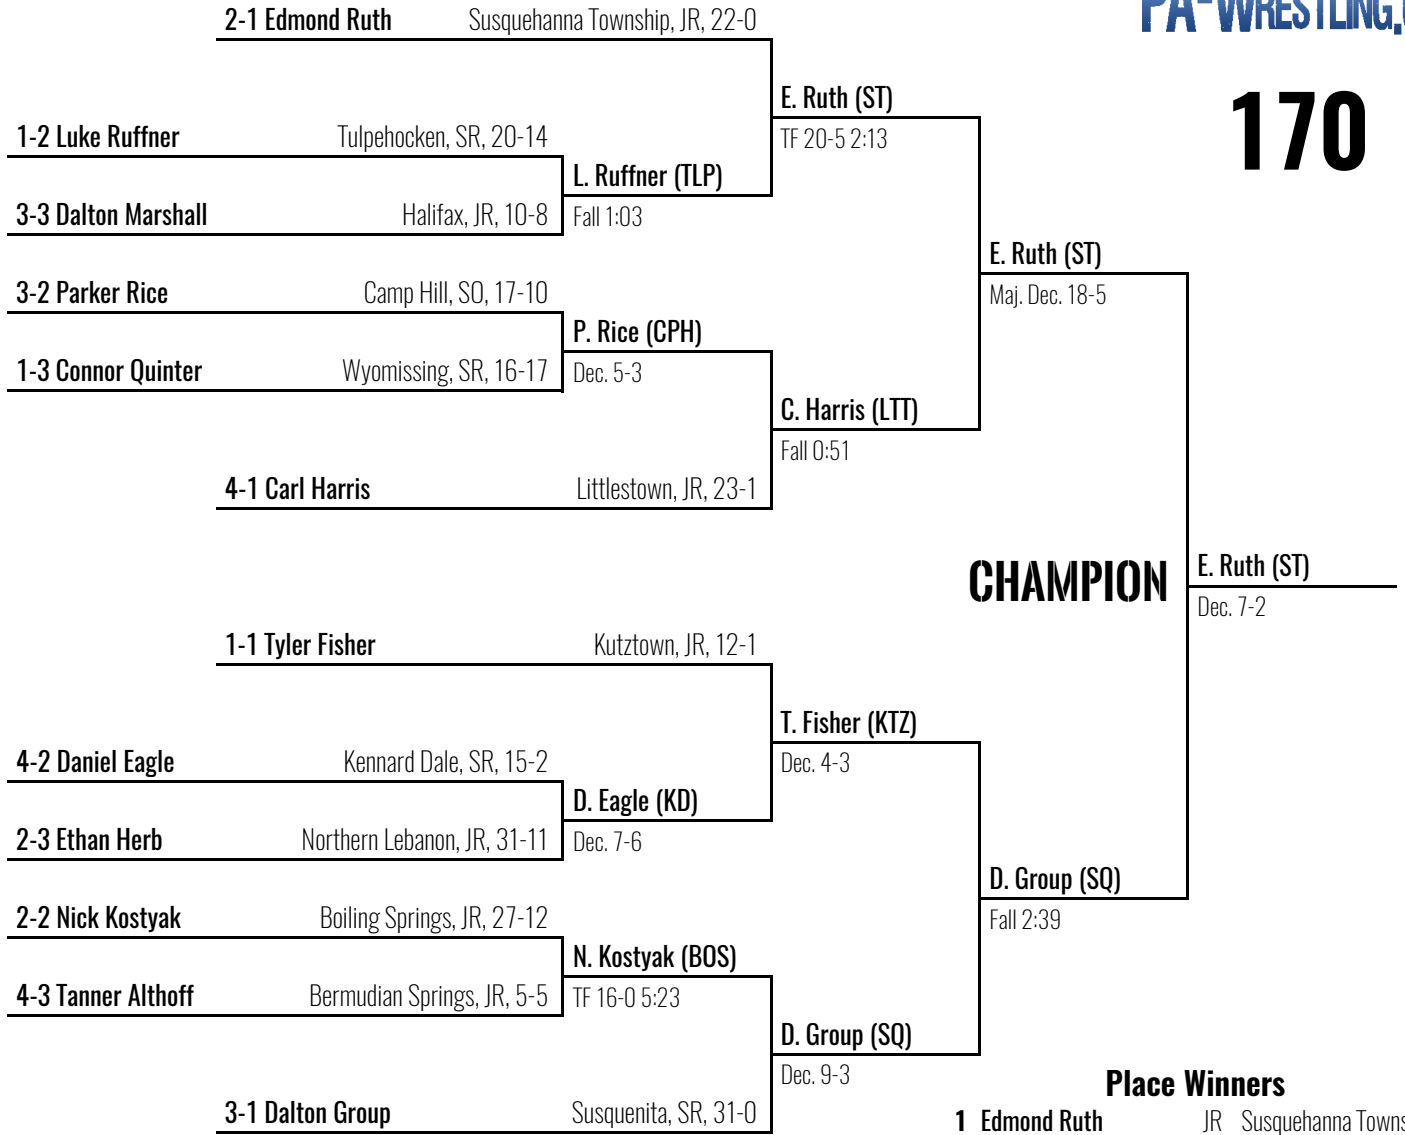 2-1 Edmond Ruth Susquehanna Township, JR, 22-0
PA-WRESTLING.
170
E. Ruth (ST)
TF 20-5 2:13
1-2 Luke Ruffner Tulpehocken, SR, 20-14
L. Ruffner (TLP)
Fall 1:03
3-3 Dalton Marshall Halifax, JR, 10-8
E. Ruth (ST)
Maj. Dec. 18-5
3-2 Parker Rice Camp Hill, SO, 17-10
P. Rice (CPH)
Dec. 5-3
1-3 Connor Quinter Wyomissing, SR, 16-17
C. Harris (LTT)
Fall 0:51
4-1 Carl Harris Littlestown, JR, 23-1
CHAMPION
E. Ruth (ST)
Dec. 7-2
1-1 Tyler Fisher Kutztown, JR, 12-1
T. Fisher (KTZ)
Dec. 4-3
4-2 Daniel Eagle Kennard Dale, SR, 15-2
D. Eagle (KD)
Dec. 7-6
2-3 Ethan Herb Northern Lebanon, JR, 31-11
D. Group (SQ)
Fall 2:39
2-2 Nick Kostyak Boiling Springs, JR, 27-12
N. Kostyak (BOS)
TF 16-0 5:23
4-3 Tanner Althoff Bermudian Springs, JR, 5-5
D. Group (SQ)
Dec. 9-3
3-1 Dalton Group Susquenita, SR, 31-0
Place Winners
1 Edmond Ruth JR Susquehanna Towns